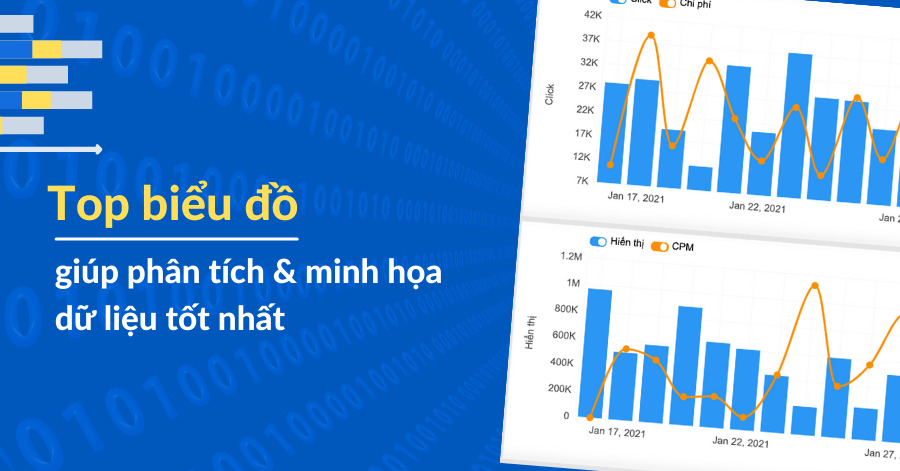 Top biểu đồ
giúp phân tích & minh họa
dữ liệu tốt nhất
Click Chi phí
42K
37K
32K
27K
22K
17K
12K
7K
Click
Jan 17, 2021 Jan 22, 2021
Hiển thị CPM
1.2M
1M
800K
600K
400K
200K
0
Hiển thị
Jan 17, 2021 Jan 22, 2021 Jan 27,